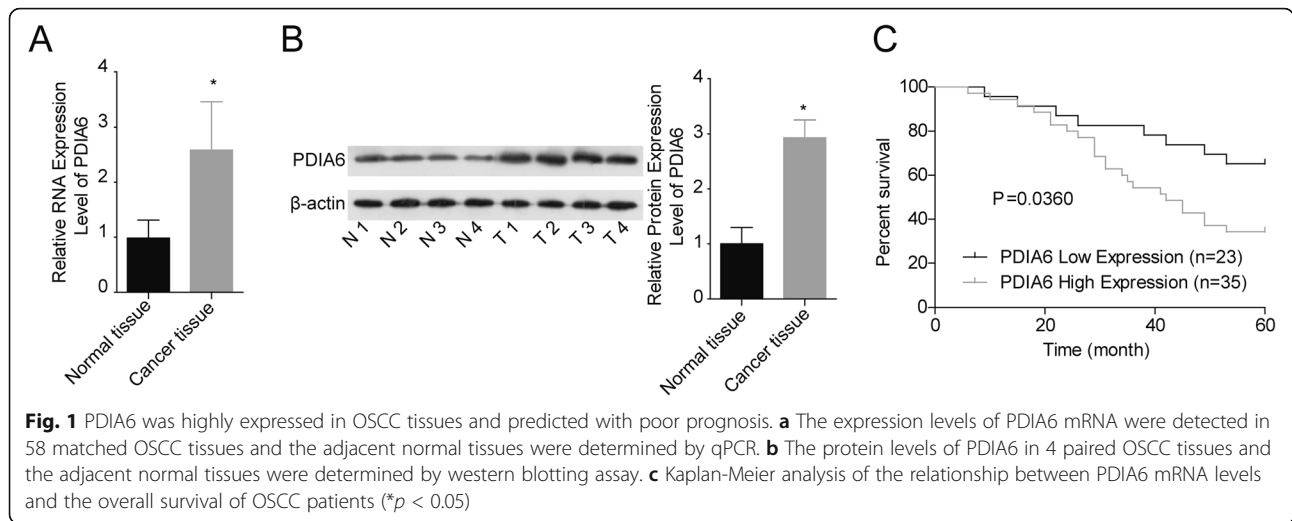 A
Relative RNA Expression
Level of PDIA6
4
3
2
1
0
*
Normal tissue
Cancer tissue
B
PDIA6
β-actin
N 1
N 2
N 3
N 4
T 1
T 2
T 3
T 4
Relative Protein Expression
Level of PDIA6
4
3
2
1
0
*
Normal tissue
Cancer tissue
C
Percent survival
100
80
60
40
20
0
P=0.0360
PDIA6 Low Expression (n=23)
PDIA6 High Expression (n=35)
0
20
40
60
Time (month)
Fig. 1 PDIA6 was highly expressed in OSCC tissues and predicted with poor prognosis. a The expression levels of PDIA6 mRNA were detected in
58 matched OSCC tissues and the adjacent normal tissues were determined by qPCR. b The protein levels of PDIA6 in 4 paired OSCC tissues and
the adjacent normal tissues were determined by western blotting assay. c Kaplan-Meier analysis of the relationship between PDIA6 mRNA levels
and the overall survival of OSCC patients (*p < 0.05)